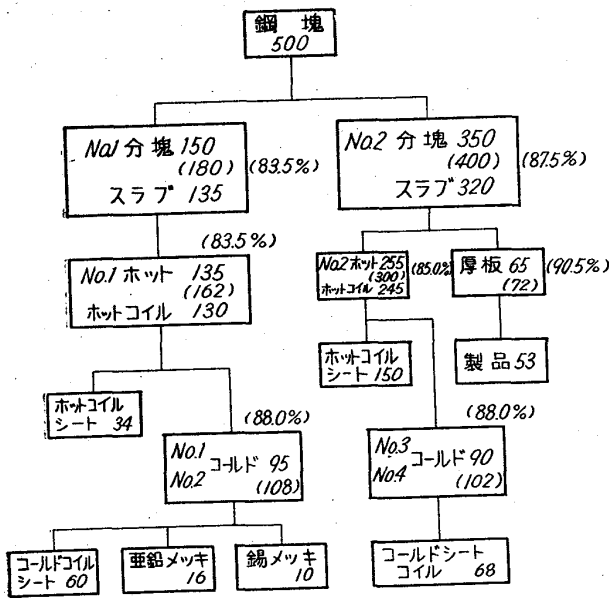 鋼塊
500
No.1 分塊 150
(180)
スラブ 135
(83.5%)
No.2 分塊 350
(400)
スラブ 320
(87.5%)
(83.5%)
No.1 ホット 135
(162)
ホットコイル 130
No.2 ホット 255
(300)
ホットコイル 245
(85.0%)
厚板 65
(72)
(90.5%)
ホットコイル
シート 34
ホットコイル
シート 150
製品 53
(88.0%)
No.1
No.2
コールド 95
(108)
(88.0%)
No.3
No.4
コールド 90
(102)
コールドコイル
シート 60
亜鉛メッキ
16
錫メッキ
10
コールドシート
コイル 68